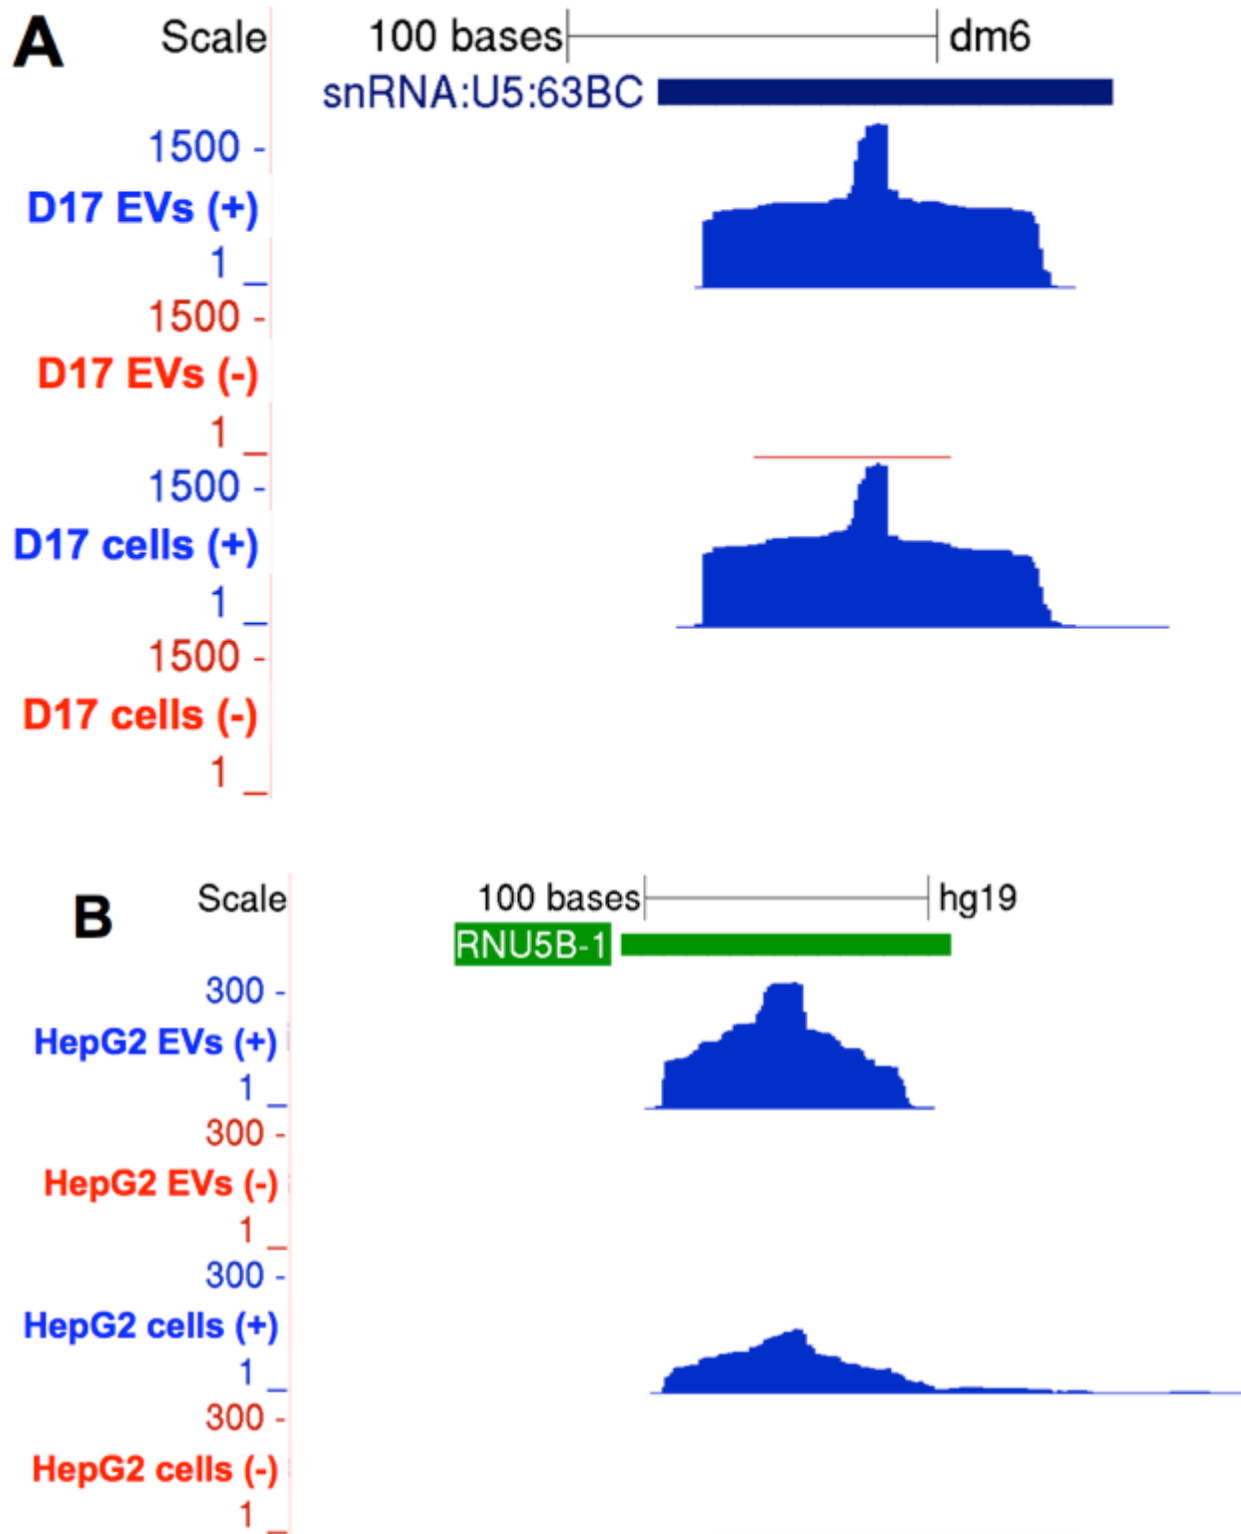 A
Scale 100 bases dm6
snRNA:U5:63BC
1500 -
D17 EVs (+)
1 _
1500 -
D17 EVs (-)
1 _
1500 -
D17 cells (+)
1 _
1500 -
D17 cells (-)
1 _
B
Scale 100 bases hg19
RNU5B-1
300 -
HepG2 EVs (+)
1 _
300 -
HepG2 EVs (-)
1 _
300 -
HepG2 cells (+)
1 _
300 -
HepG2 cells (-)
1 _